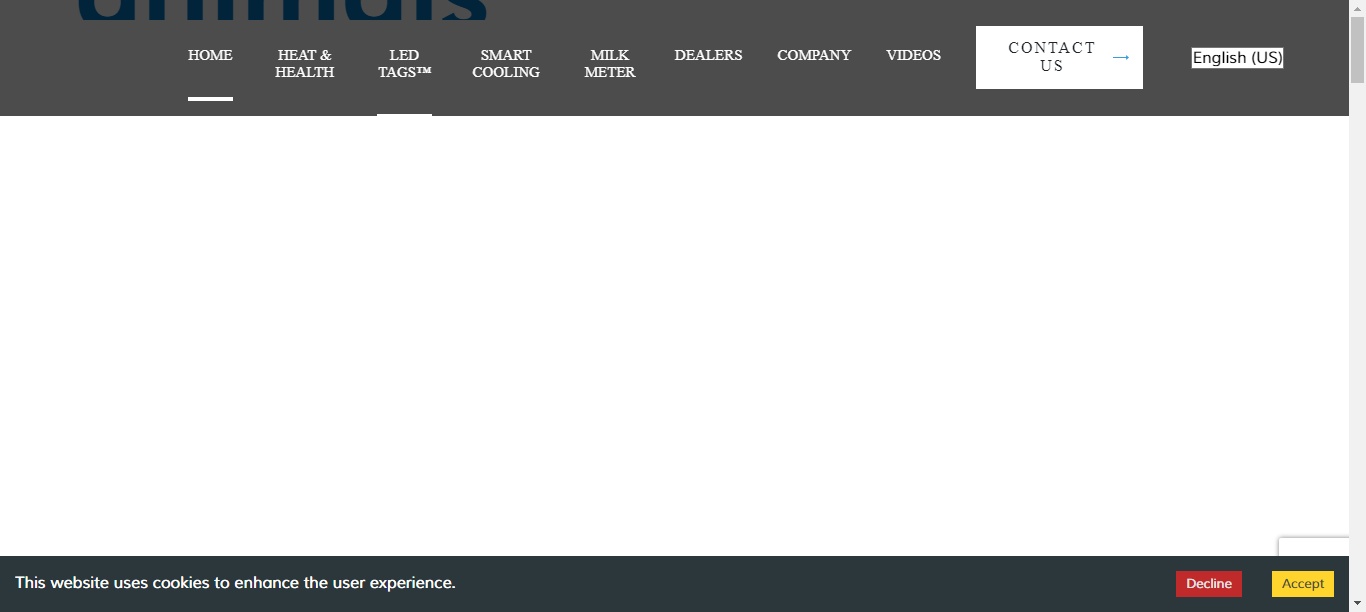 animals
HOME
HEAT &
HEALTH
LED
TAGS™
SMART
COOLING
MILK
METER
DEALERS
COMPANY
VIDEOS
CONTACT
US
English (US)
This website uses cookies to enhance the user experience.
Decline
Accept